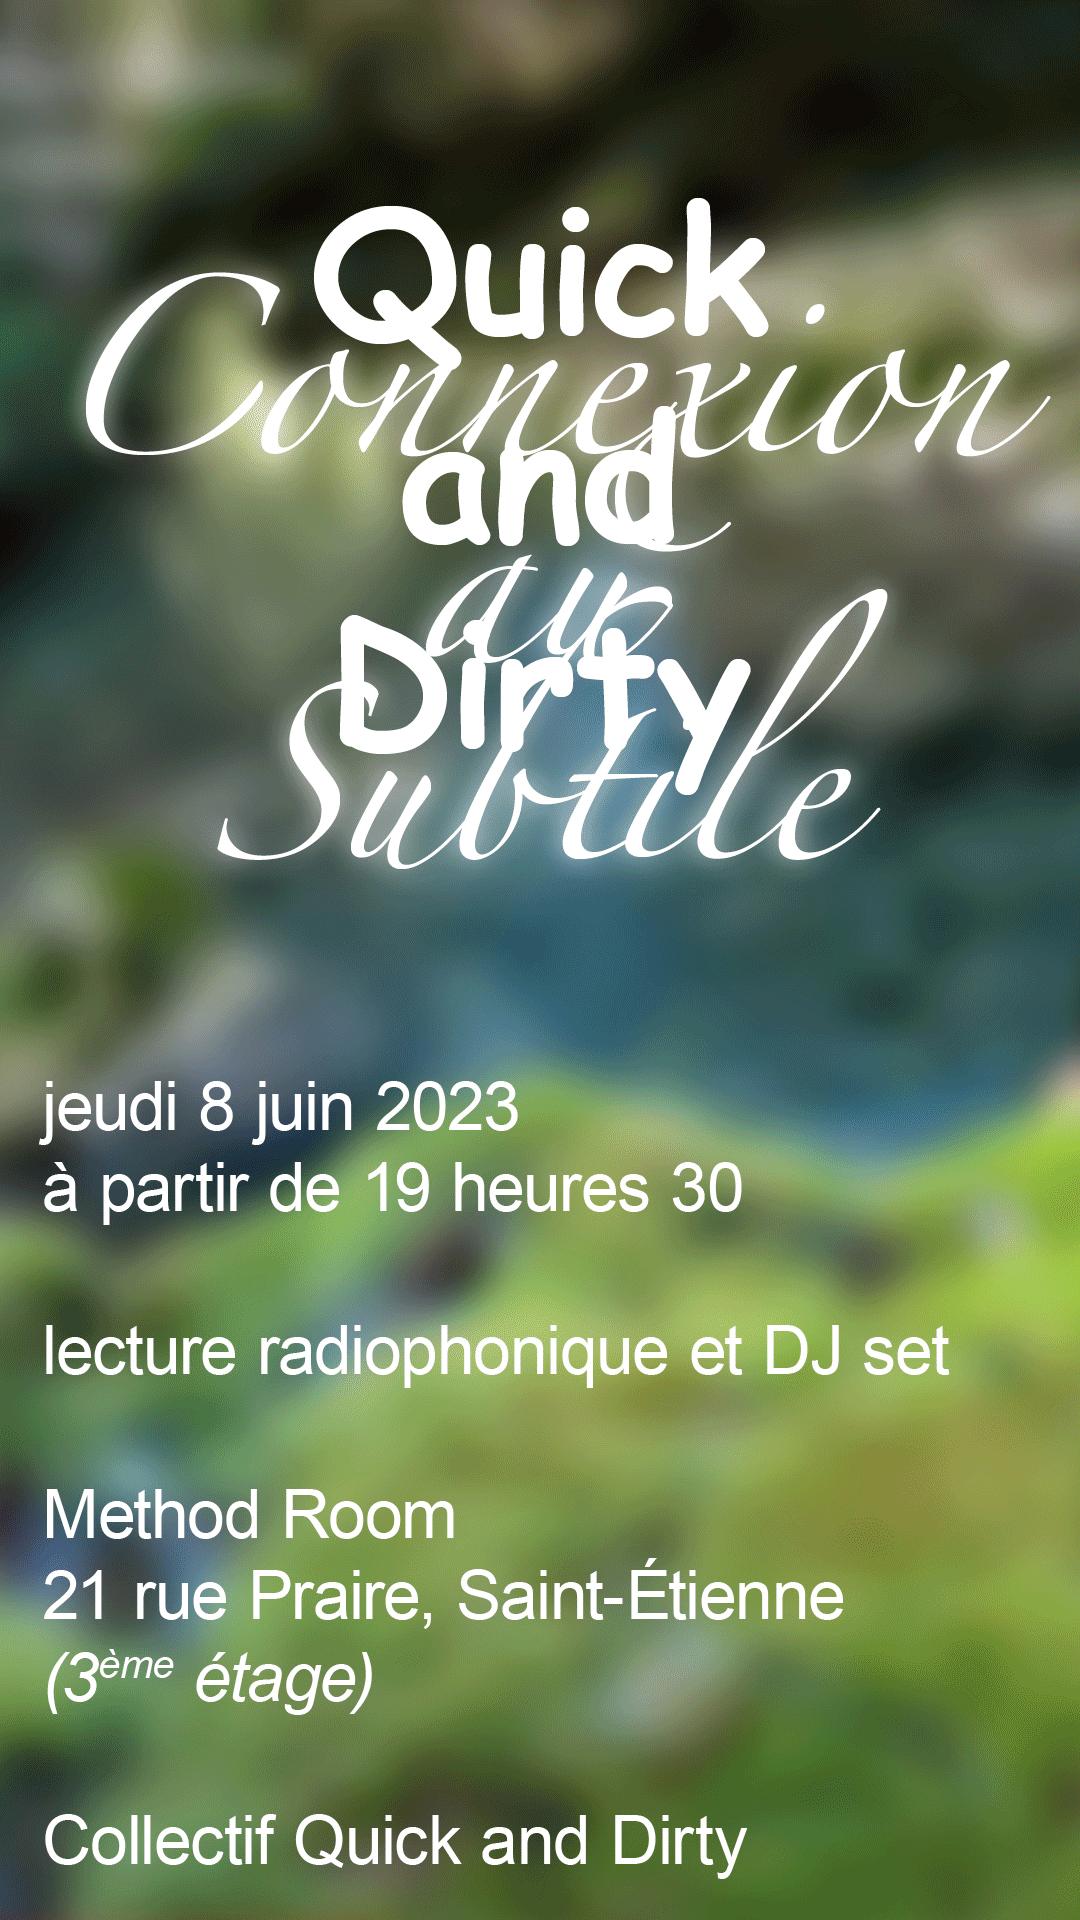 Quick
Connexion
and
au
Dirty
Subtile
jeudi 8 juin 2023
à partir de 19 heures 30
lecture radiophonique et DJ set
Method Room
21 rue Praire, Saint-Étienne
(3ème étage)
Collectif Quick and Dirty